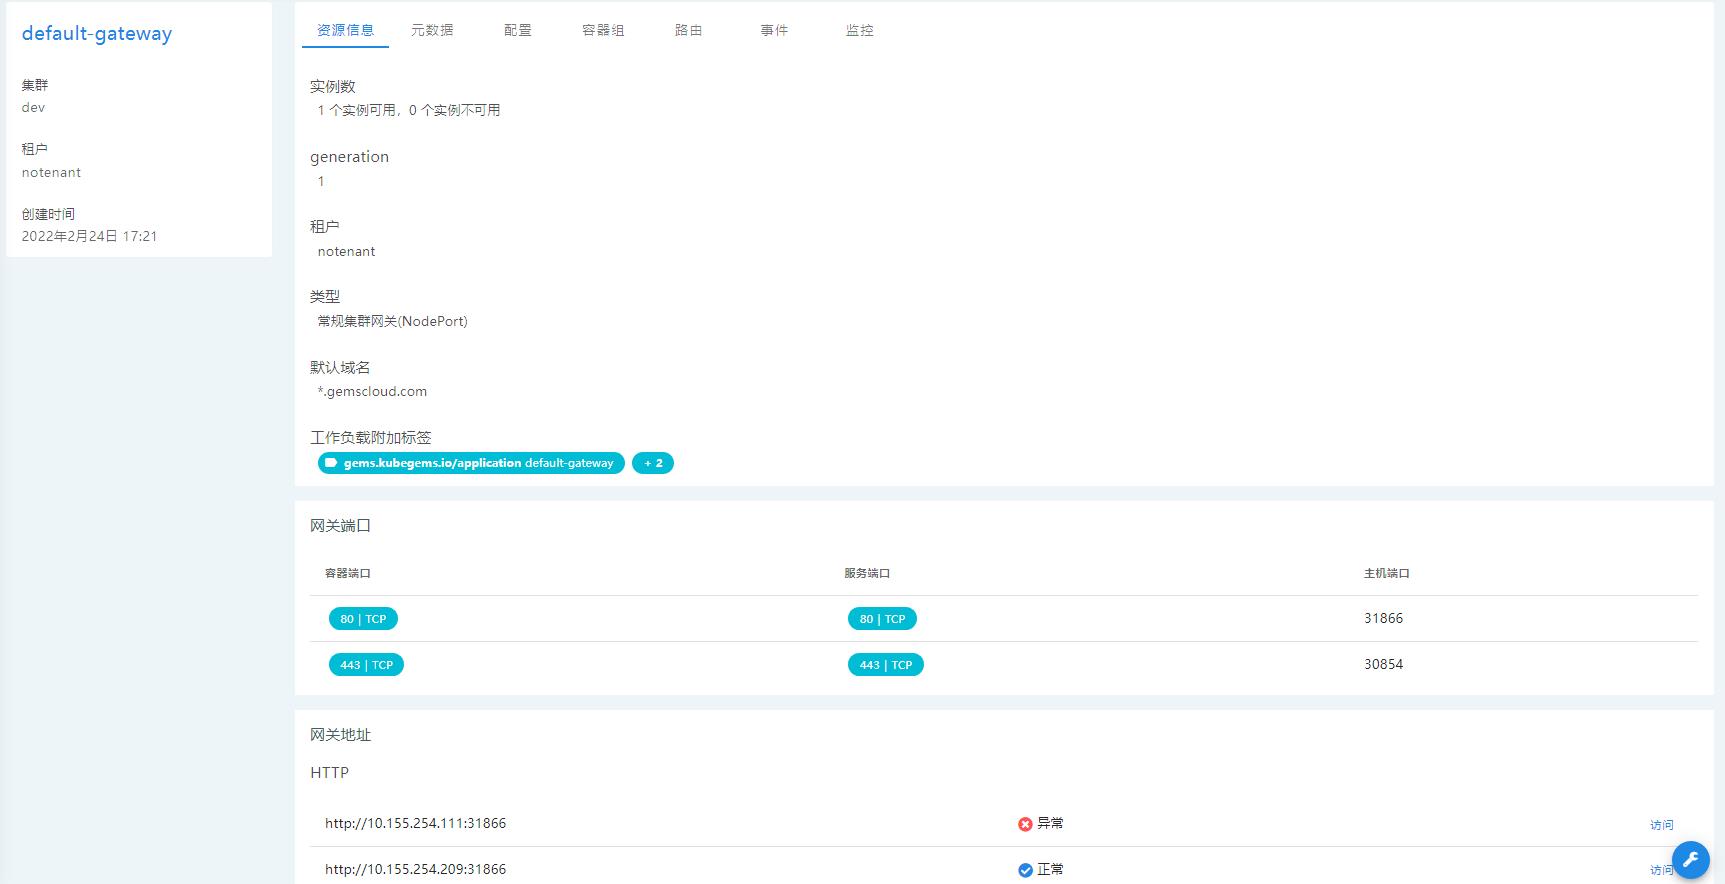 default-gateway
集群
dev
租户
notenant
创建时间
2022年2月24日 17:21
资源信息 元数据 配置 容器组 路由 事件 监控
实例数
1 个实例可用，0 个实例不可用
generation
1
租户
notenant
类型
常规集群网关(NodePort)
默认域名
*.gemscloud.com
工作负载附加标签
gems.kubegems.io/application default-gateway + 2
网关端口
容器端口 服务端口 主机端口
80 | TCP 80 | TCP 31866
443 | TCP 443 | TCP 30854
网关地址
HTTP
http://10.155.254.111:31866 异常 访问
http://10.155.254.209:31866 正常 访问